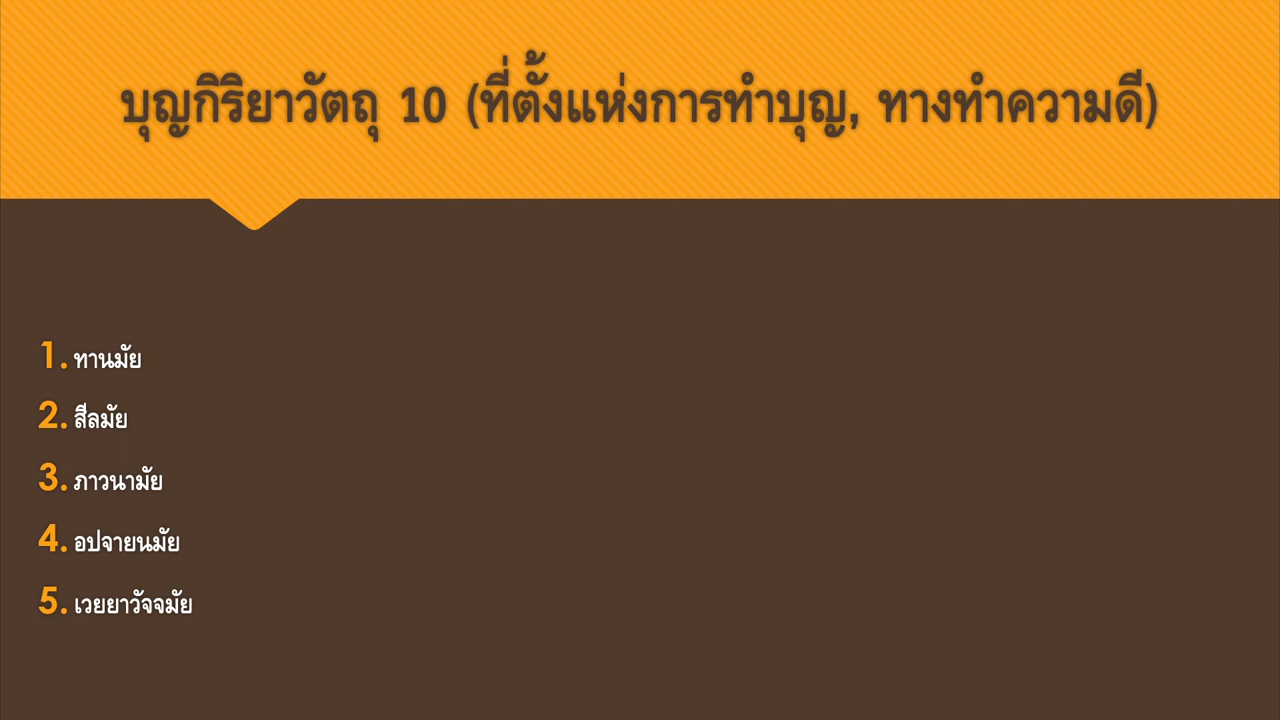 บุญกิริยาวัตถุ 10 (ที่ตั้งแห่งการทำบุญ, ทางทำความดี)
1. ทานมัย
2. สีลมัย
3. ภาวนามัย
4. อปจายนมัย
5. เวยยาวัจจมัย